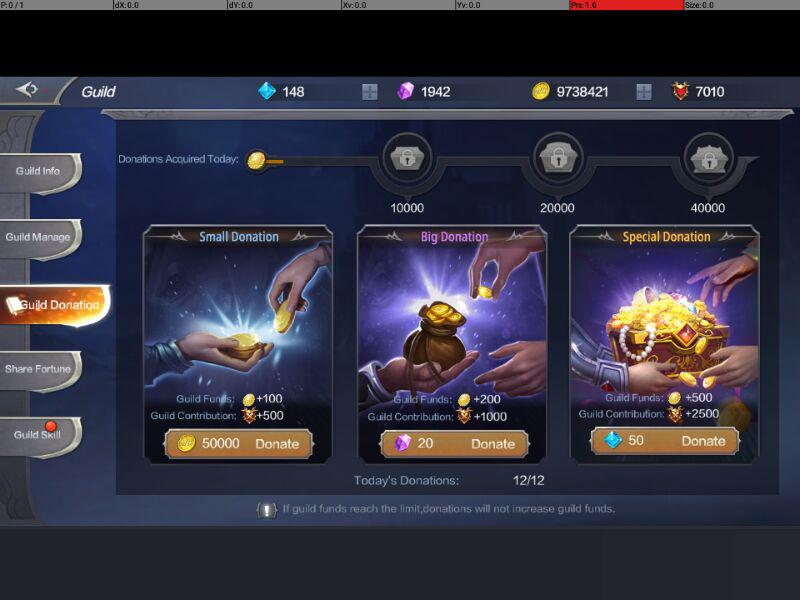 P: 0 / 1 dX: 0.0 dY: 0.0 Xv: 0.0 Yv: 0.0 Prs: 1.0 Size: 0.0
Guild 148 1942 9738421 7010
Donations Acquired Today:
10000 20000 40000
Guild Info
Guild Manage
Guild Donation
Share Fortune
Guild Skill
Small Donation
Guild Funds: +100
Guild Contribution: +500
50000 Donate
Big Donation
Guild Funds: +200
Guild Contribution: +1000
20 Donate
Special Donation
Guild Funds: +500
Guild Contribution: +2500
50 Donate
Today's Donations: 12/12
If guild funds reach the limit,donations will not increase guild funds.